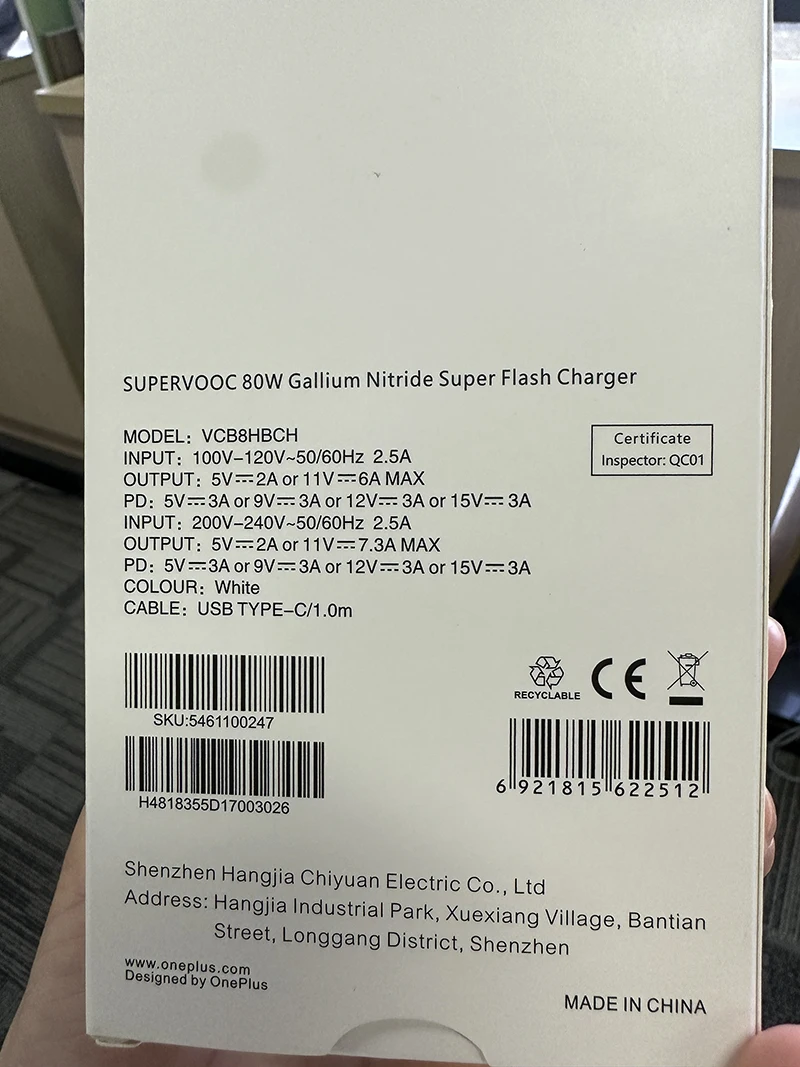 SUPERVOOC 80W Gallium Nitride Super Flash Charger
MODEL: VCB8HBCH
INPUT: 100V–120V~50/60Hz 2.5A
OUTPUT: 5V⎓2A or 11V⎓6A MAX
PD: 5V⎓3A or 9V⎓3A or 12V⎓3A or 15V⎓3A
INPUT: 200V–240V~50/60Hz 2.5A
OUTPUT: 5V⎓2A or 11V⎓7.3A MAX
PD: 5V⎓3A or 9V⎓3A or 12V⎓3A or 15V⎓3A
COLOUR: White
CABLE: USB TYPE–C/1.0m
Certificate
Inspector: QC01
SKU:5461100247
H4818355D17003026
RECYCLABLE
CE
6 921815 622512
Shenzhen Hangjia Chiyuan Electric Co., Ltd
Address: Hangjia Industrial Park, Xuexiang Village, Bantian
Street, Longgang District, Shenzhen
www.oneplus.com
Designed by OnePlus
MADE IN CHINA